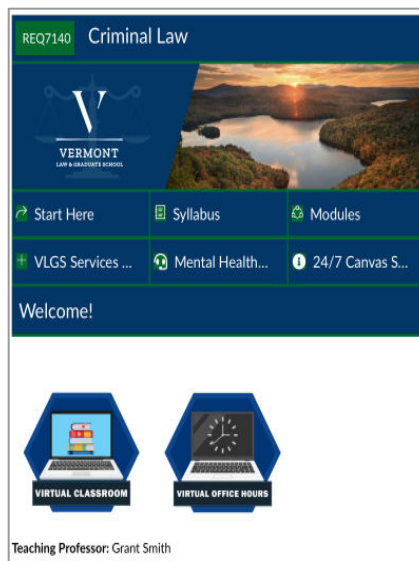 REQ7140 Criminal Law
V
VERMONT
LAW & GRADUATE SCHOOL
Start Here Syllabus Modules
VLGS Services ... Mental Health... 24/7 Canvas S...
Welcome!
VIRTUAL CLASSROOM VIRTUAL OFFICE HOURS
Teaching Professor: Grant Smith